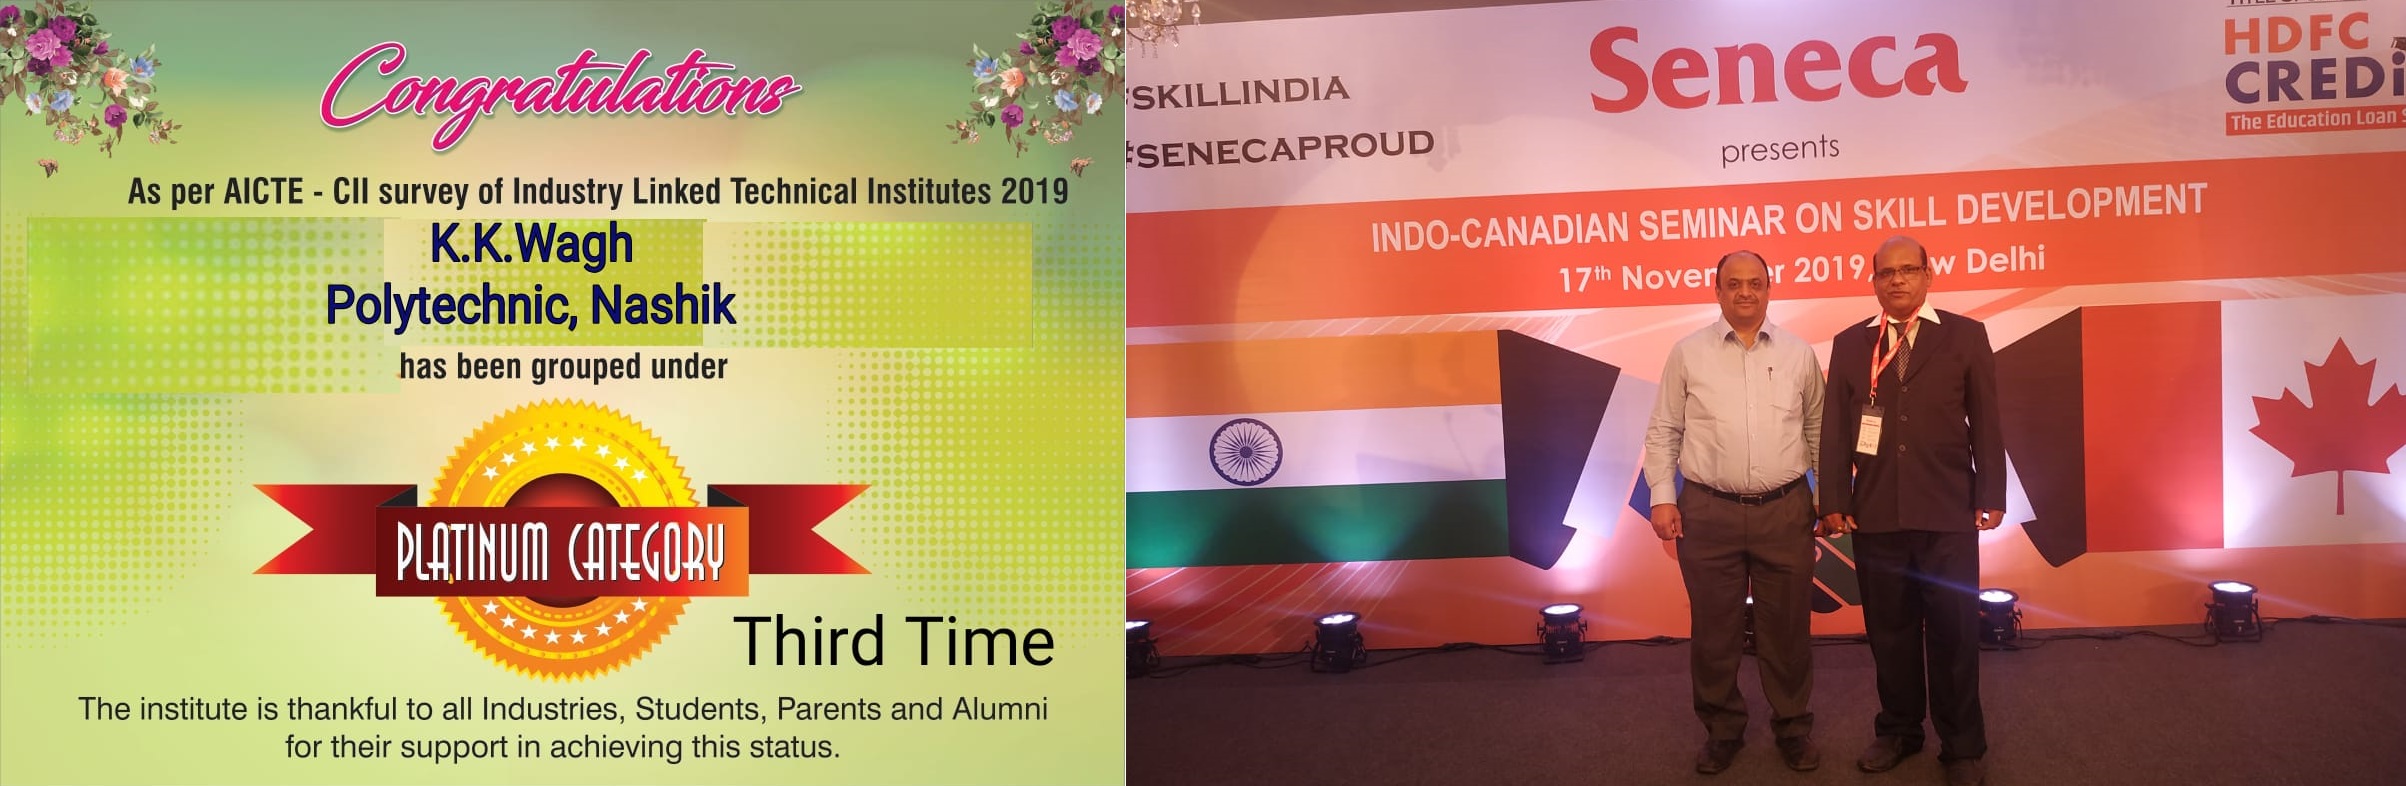 Congratulations
As per AICTE - CII survey of Industry Linked Technical Institutes 2019
K.K.Wagh
Polytechnic, Nashik
has been grouped under
PLATINUM CATEGORY
Third Time
The institute is thankful to all Industries, Students, Parents and Alumni
for their support in achieving this status.
HDFC
CREDi
The Education Loan
#SKILLINDIA
#SENECAPROUD
Seneca
presents
INDO-CANADIAN SEMINAR ON SKILL DEVELOPMENT
17th November 2019, New Delhi